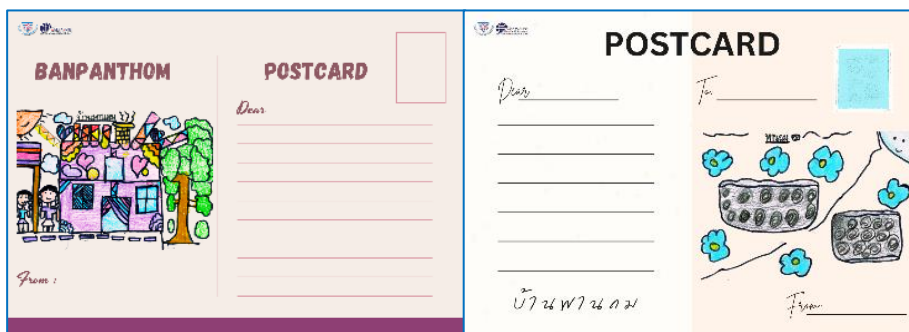 BANPANTHOM
POSTCARD
Dear
From :
POSTCARD
Dear
To
From
บ้านพานถม